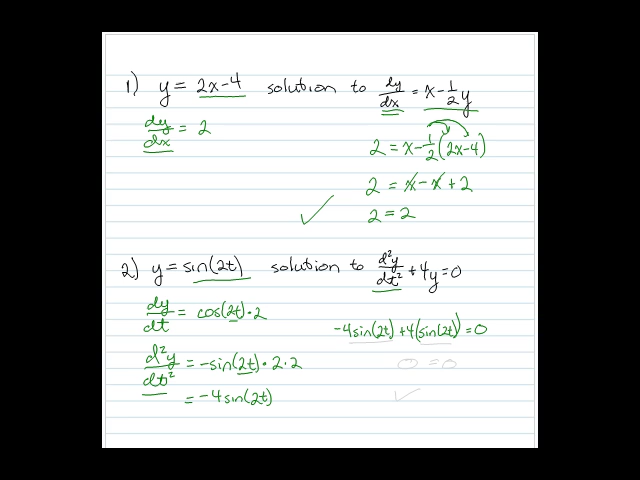 1) y = 2x-4 solution to dy/dx = x - 1/2 y
dy/dx = 2
2 = x - 1/2 (2x-4)
2 = x - x + 2
2 = 2
✓
2) y = sin(2t) solution to d²y/dt² + 4y = 0
dy/dt = cos(2t)·2
-4sin(2t) + 4(sin(2t)) = 0
d²y/dt² = -sin(2t)·2·2
0 = 0
= -4sin(2t)
✓